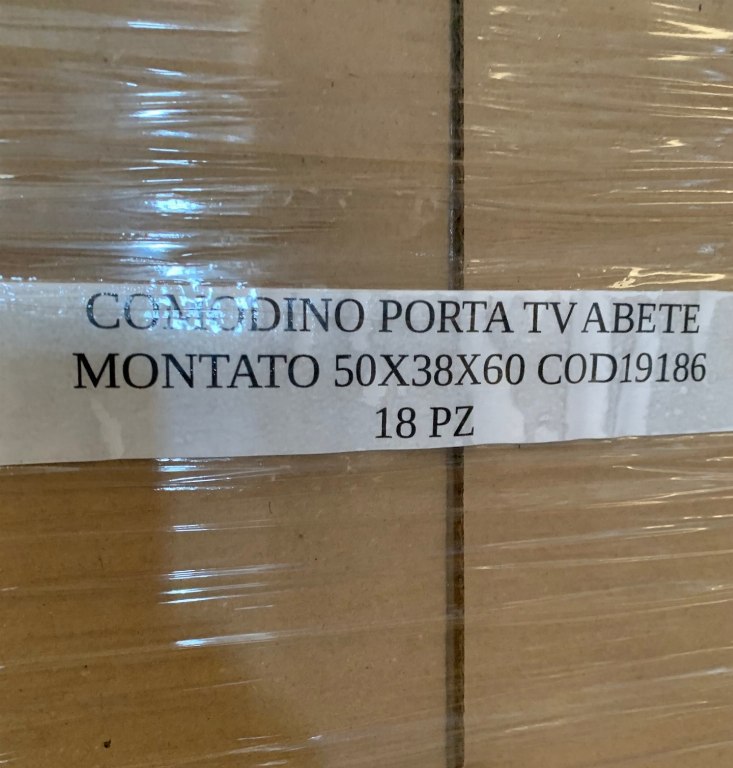 COMODINO PORTA TV ABETE
MONTATO 50X38X60 COD19186
18 PZ